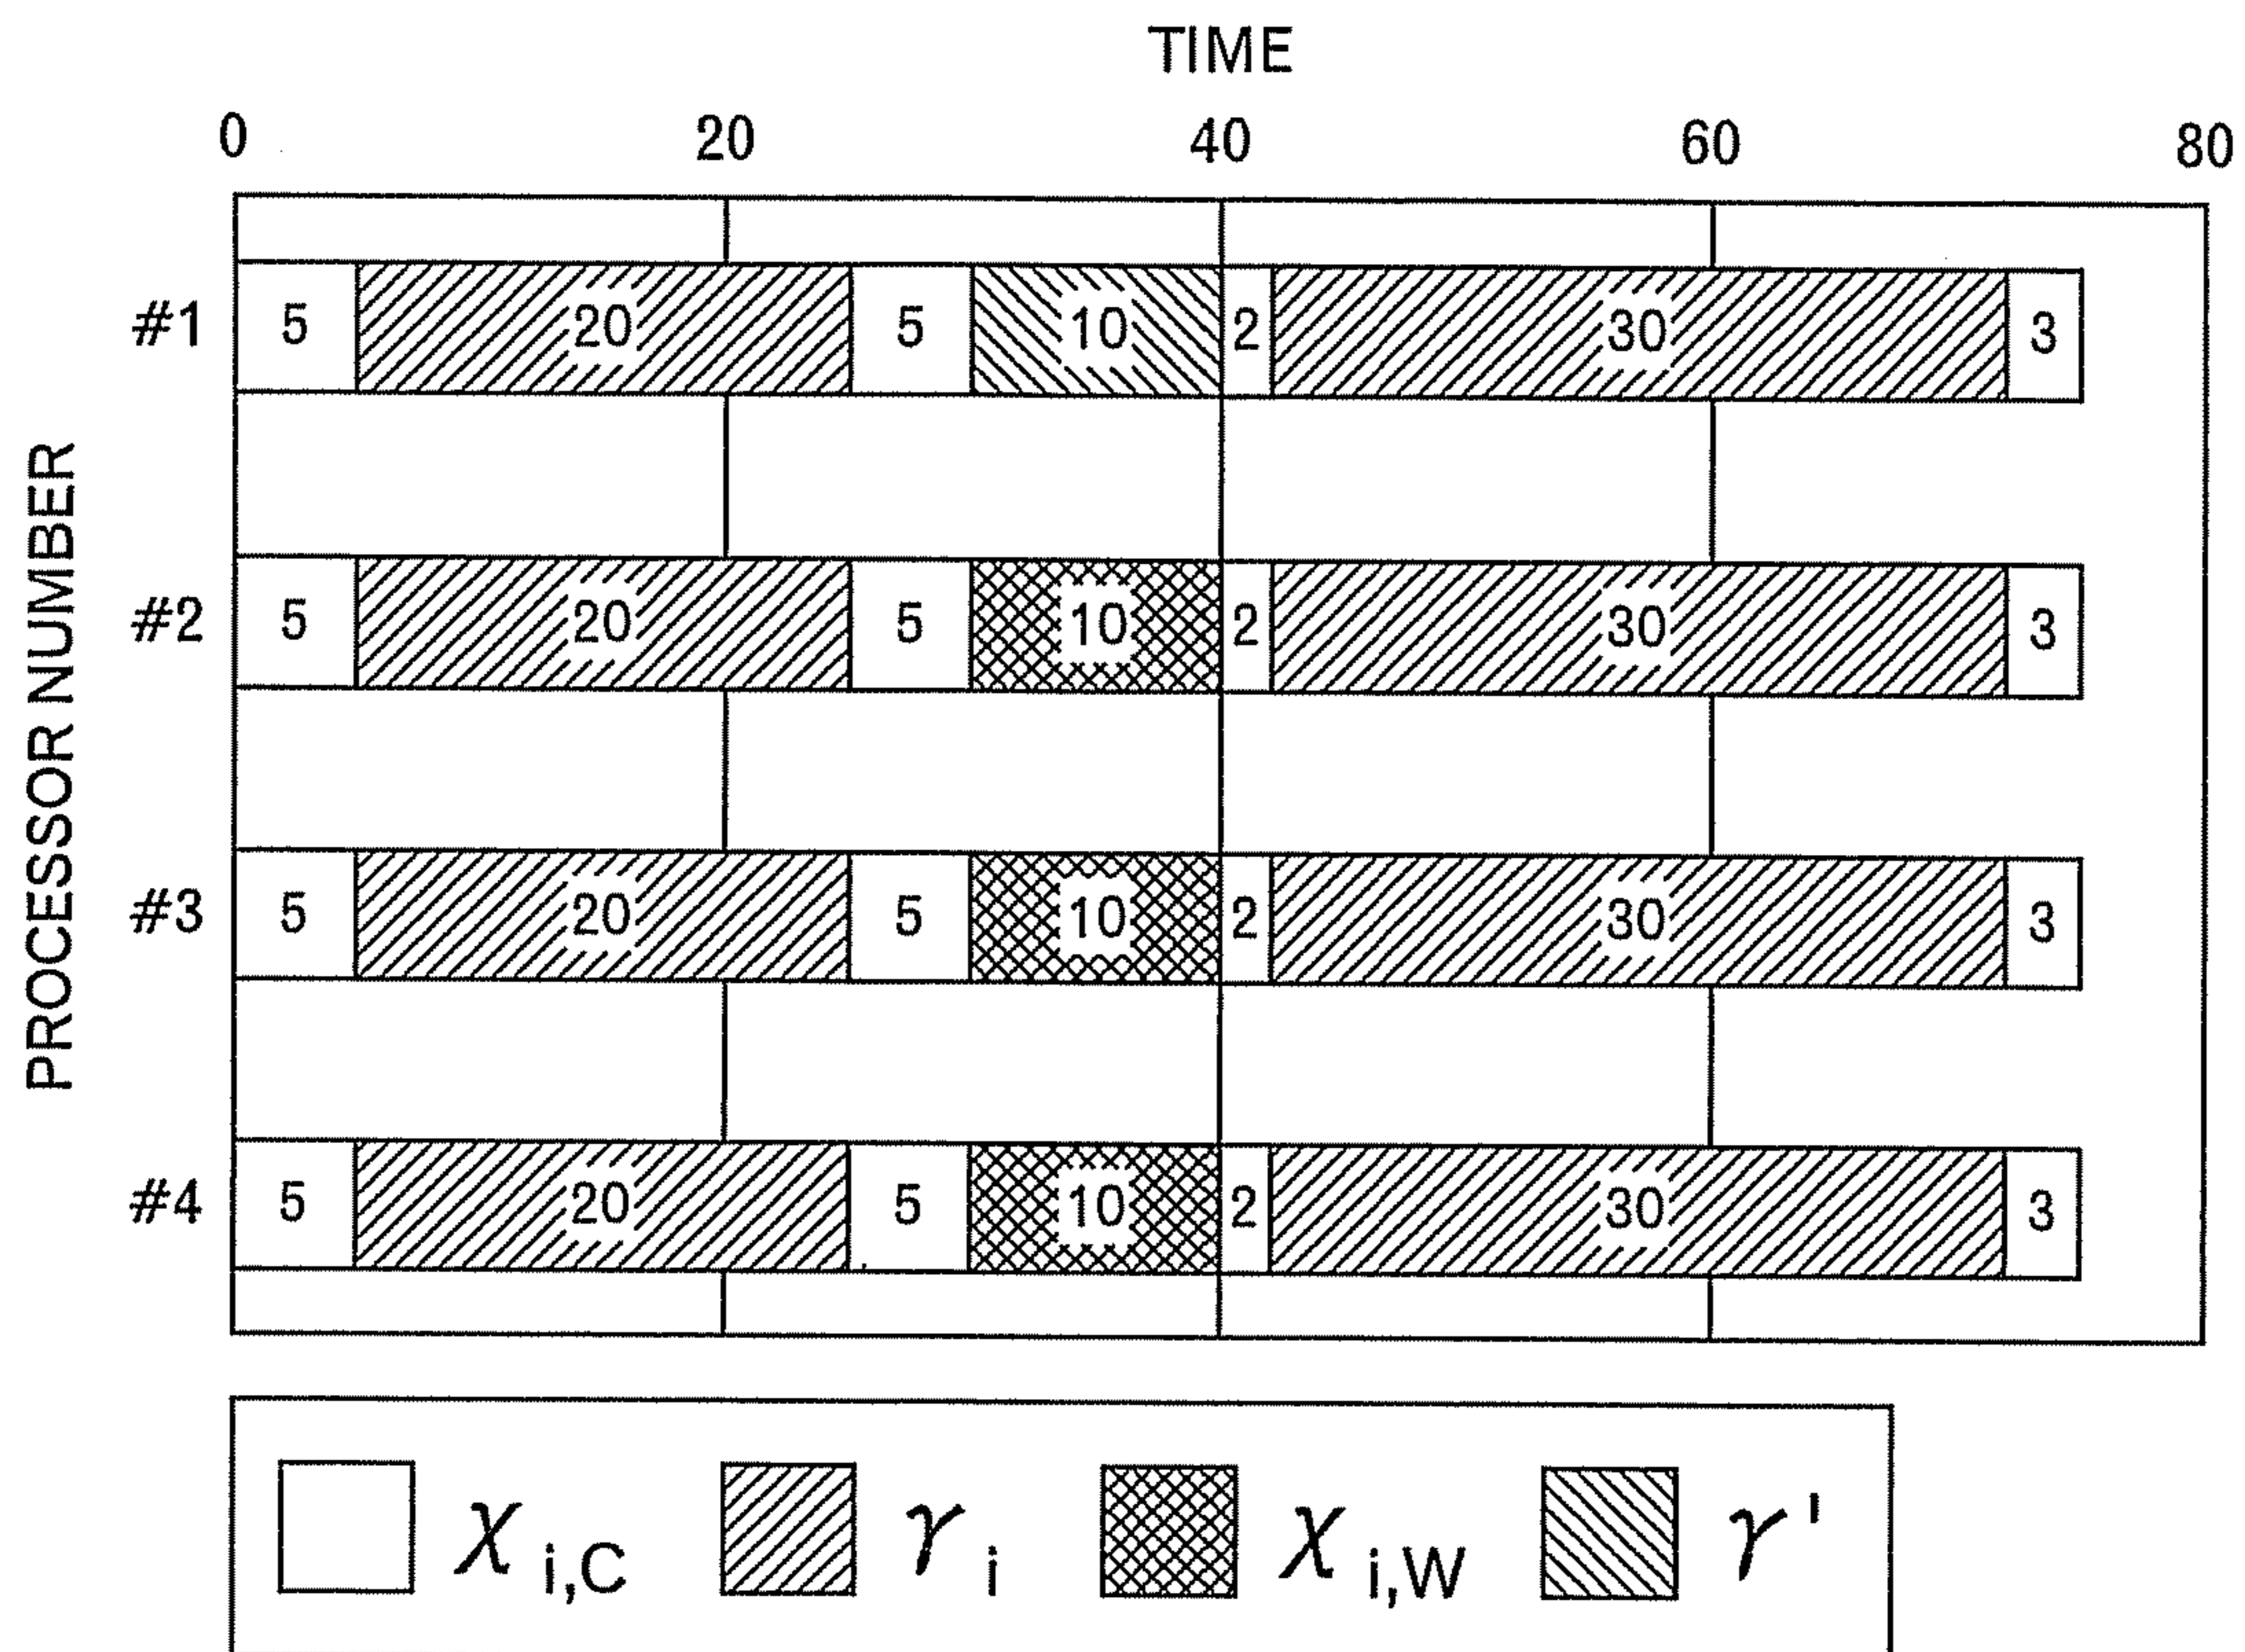 TIME
0 20 40 60 80
PROCESSOR NUMBER
#1 5 20 5 10 2 30 3
#2 5 20 5 10 2 30 3
#3 5 20 5 10 2 30 3
#4 5 20 5 10 2 30 3
χ i,C γ i χ i,W γ '